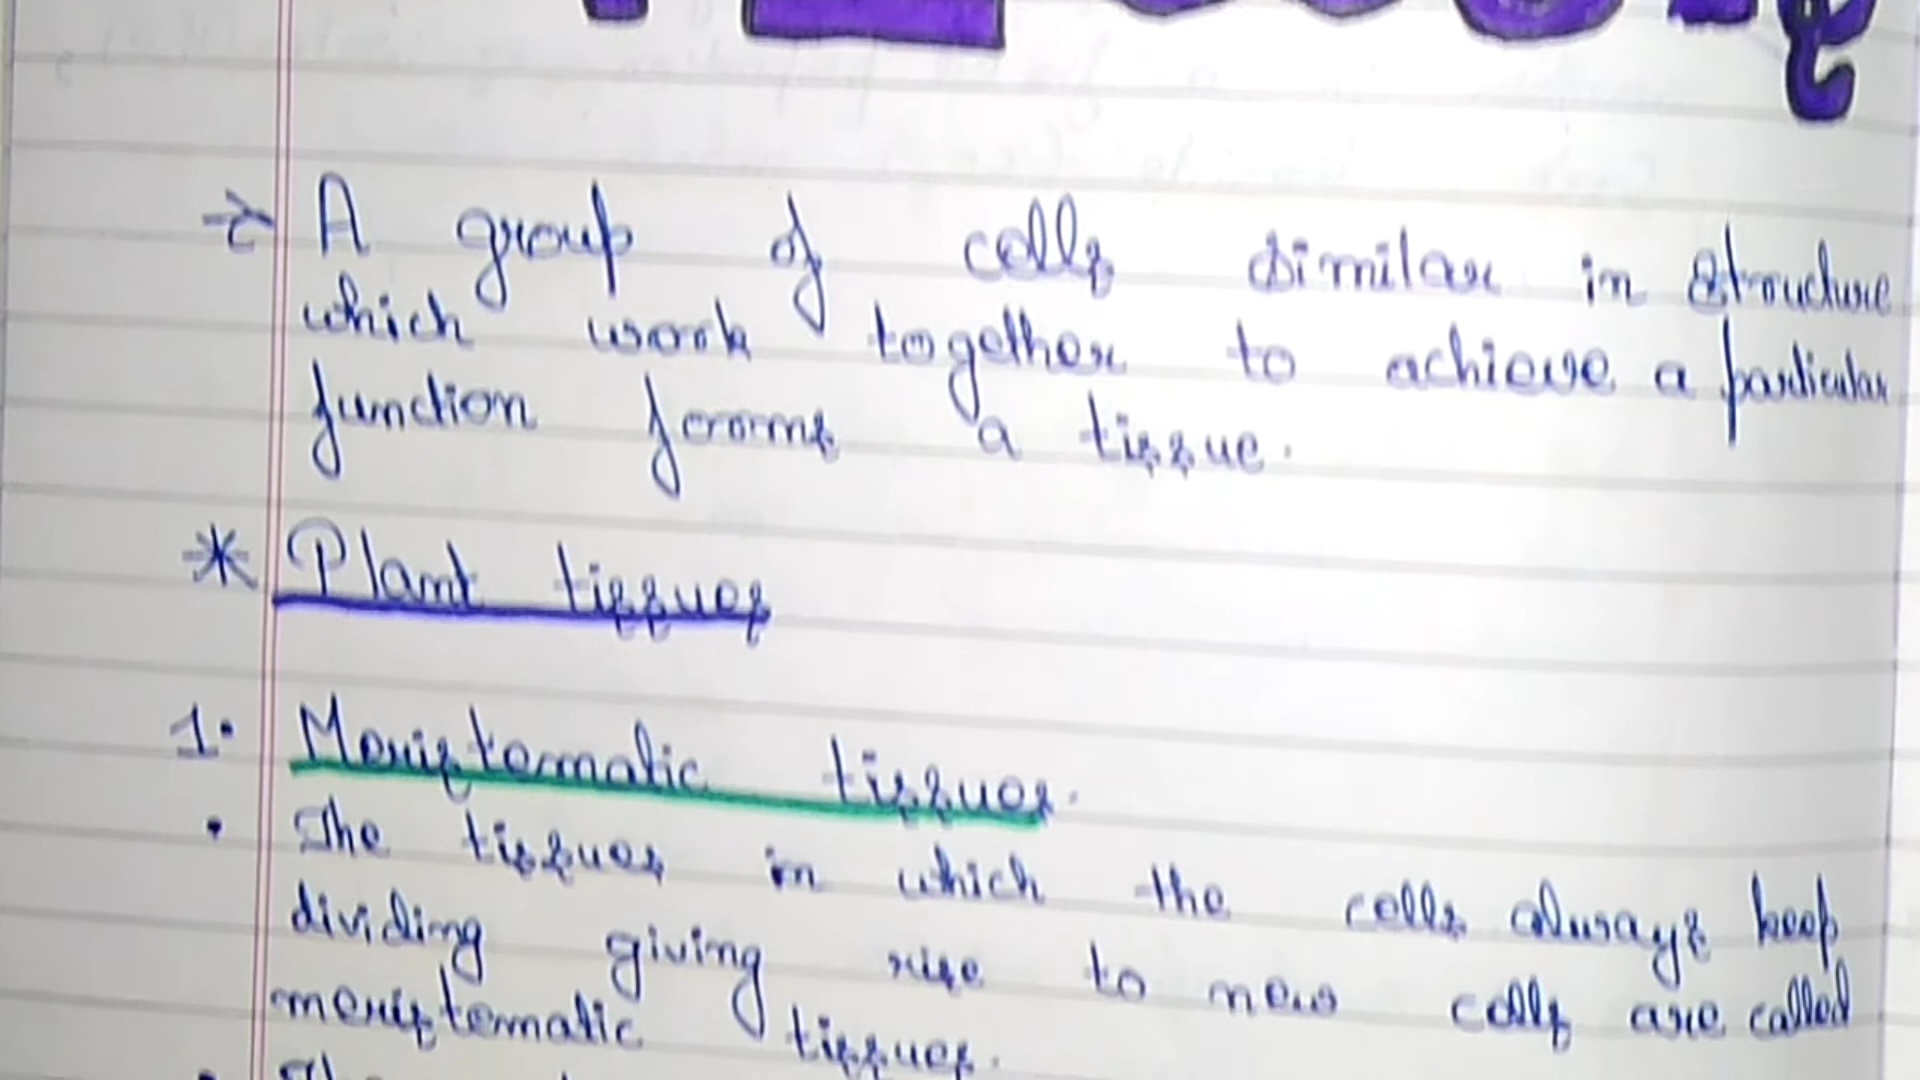 → A group of cells similar in structure
which work together to achieve a particular
function forms a tissue.
* Plant tissues
1. Meristematic tissues.
• The tissues in which the cells always keep
dividing giving rise to new cells are called
meristematic tissues.